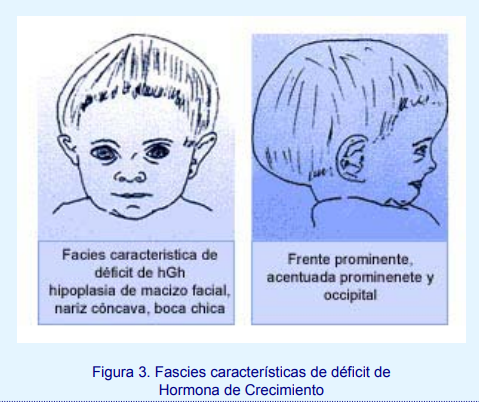 Facies caracteristica de
déficit de hGh
hipoplasia de macizo facial,
nariz cóncava, boca chica
Frente prominente,
acentuada prominenete y
occipital
Figura 3. Fascies características de déficit de
Hormona de Crecimiento